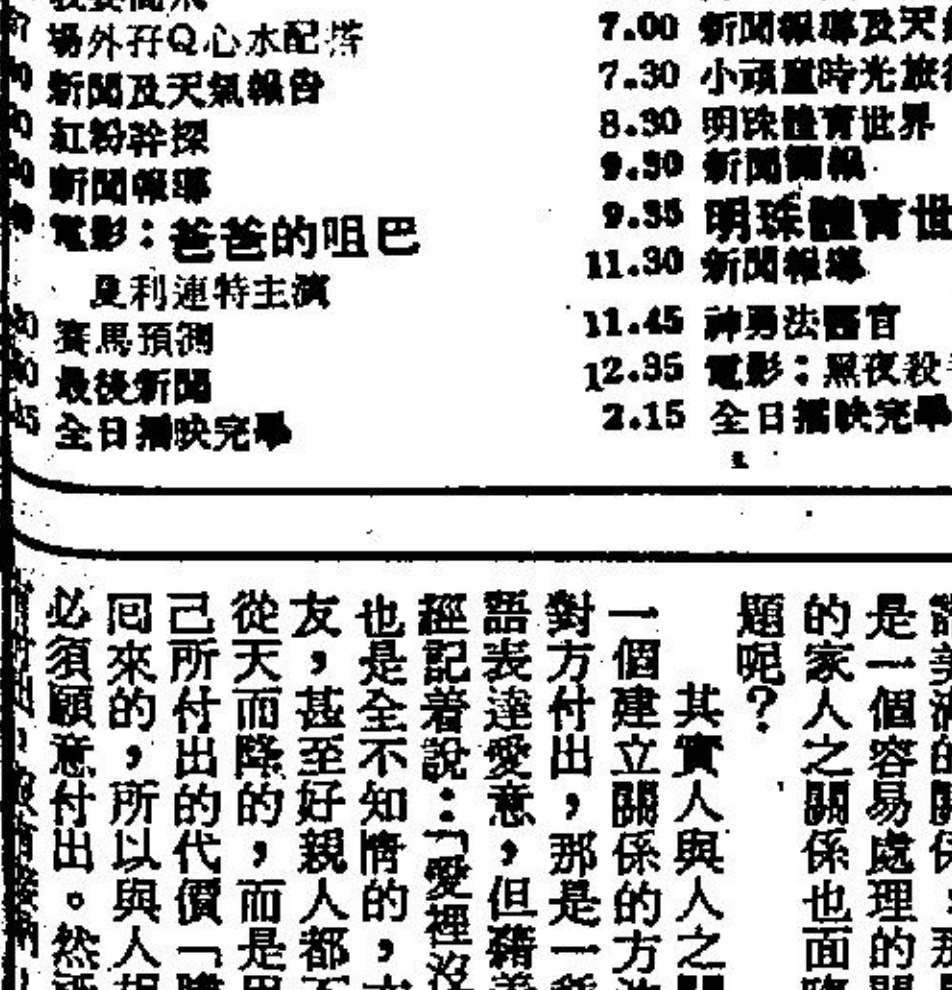 場外孖Q心水配搭
新聞及天氣報告
紅粉幹探
新聞報導
電影：爸爸的咀巴
夏利連特主演
賽馬預測
最後新聞
45 全日播映完畢
7.00 新聞報導及天
7.30 小頑童時光旅
8.30 明珠體育世界
9.30 新聞簡報
9.35 明珠體育世
11.30 新聞報導
11.45 神勇法醫官
12.35 電影：黑夜殺
2.15 全日播映完畢
是一個容易處理的
的家人之關係也面
題呢？
其實人與人之關
一個建立關係的方
對方付出，那是一
語表達愛意，但藉
經記着說：「愛裡沒
也是全不知情的，
友，甚至好親人都不
從天而降的，而是
己所付出的代價「
回來的，所以與人
必須願意付出。然